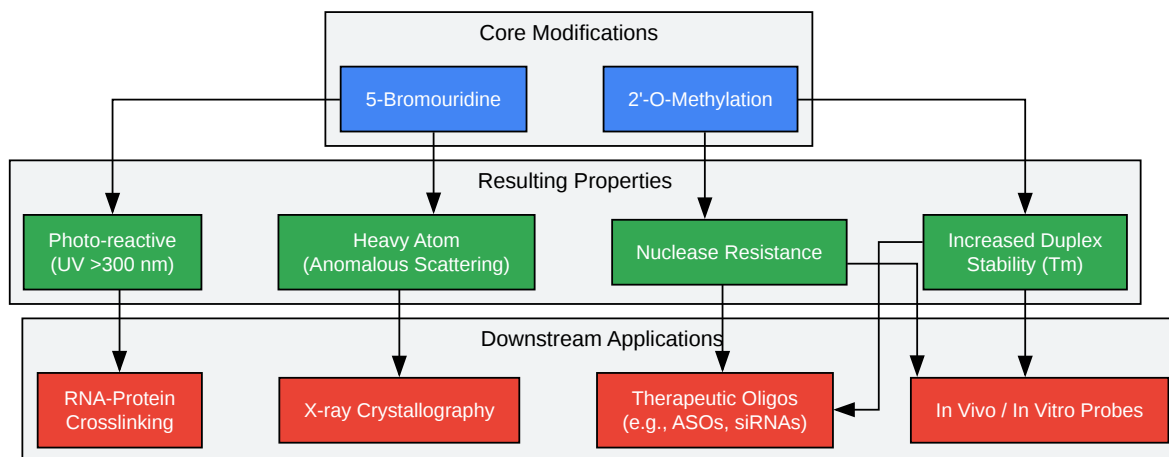 Core Modifications
5-Bromouridine
2'-O-Methylation
Resulting Properties
Photo-reactive
(UV >300 nm)
Heavy Atom
(Anomalous Scattering)
Nuclease Resistance
Increased Duplex
Stability (Tm)
Downstream Applications
RNA-Protein
Crosslinking
X-ray Crystallography
Therapeutic Oligos
(e.g., ASOs, siRNAs)
In Vivo / In Vitro Probes